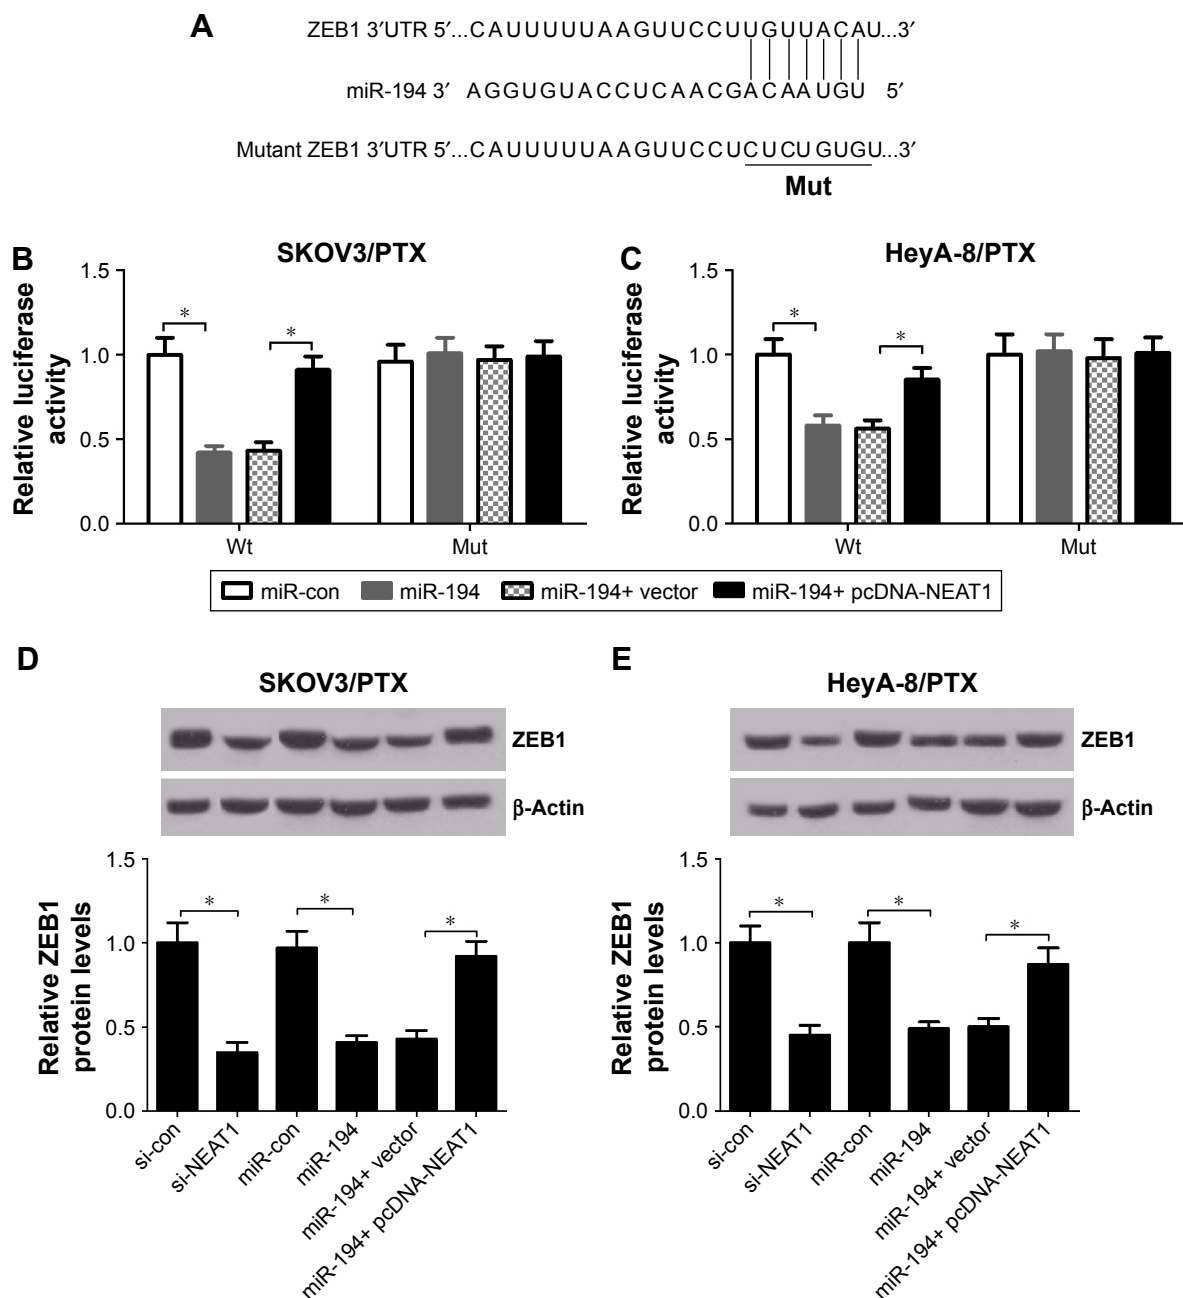 A
ZEB1 3′UTR 5′...CAUUUUUAAGUUCCUUGUUACAU...3′
miR-194 3′ AGGUGUACCUCAACGACAAUGU 5′
Mutant ZEB1 3′UTR 5′...CAUUUUUAAGUUCCUCUCUGUGU...3′
Mut
B
SKOV3/PTX
Relative luciferase activity
1.5
1.0
0.5
0.0
*
*
Wt
Mut
C
HeyA-8/PTX
Relative luciferase activity
1.5
1.0
0.5
0.0
*
*
Wt
Mut
miR-con
miR-194
miR-194+ vector
miR-194+ pcDNA-NEAT1
D
SKOV3/PTX
ZEB1
β-Actin
Relative ZEB1
protein levels
1.5
1.0
0.5
0.0
*
*
*
si-con
si-NEAT1
miR-con
miR-194
miR-194+ vector
miR-194+ pcDNA-NEAT1
E
HeyA-8/PTX
ZEB1
β-Actin
Relative ZEB1
protein levels
1.5
1.0
0.5
0.0
*
*
*
si-con
si-NEAT1
miR-con
miR-194
miR-194+ vector
miR-194+ pcDNA-NEAT1